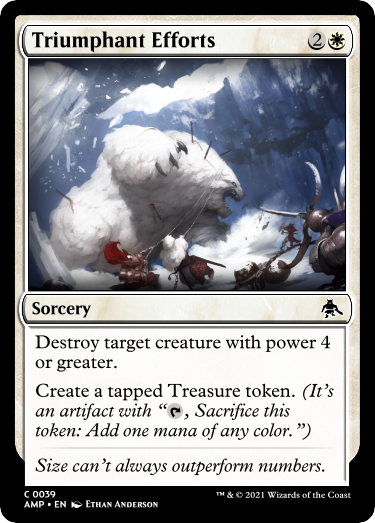 Triumphant Efforts 2
Sorcery
Destroy target creature with power 4
or greater.
Create a tapped Treasure token. (It's
an artifact with “, Sacrifice this
token: Add one mana of any color.”)
Size can't always outperform numbers.
C 0039
AMP • EN Ethan Anderson
™ & © 2021 Wizards of the Coast